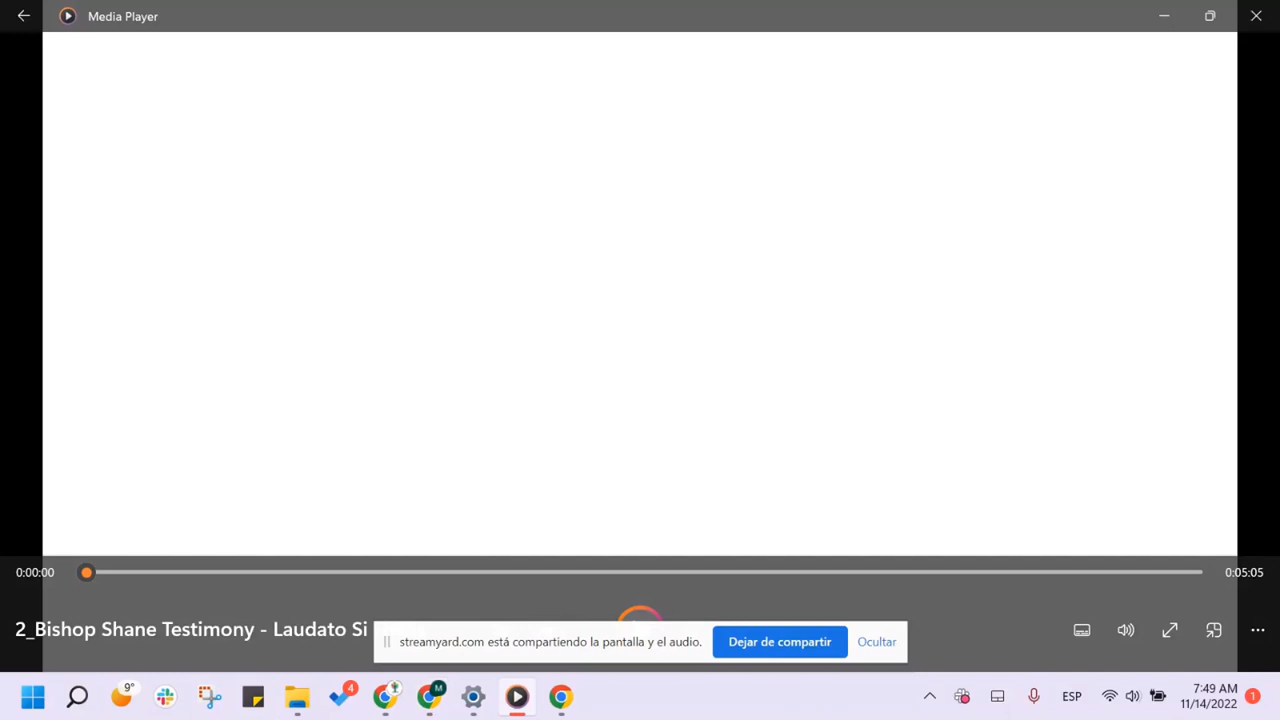 Media Player
0:00:00
0:05:05
2_Bishop Shane Testimony - Laudato Si
streamyard.com está compartiendo la pantalla y el audio.
Dejar de compartir
Ocultar
9°
4
M
ESP
7:49 AM
11/14/2022
1